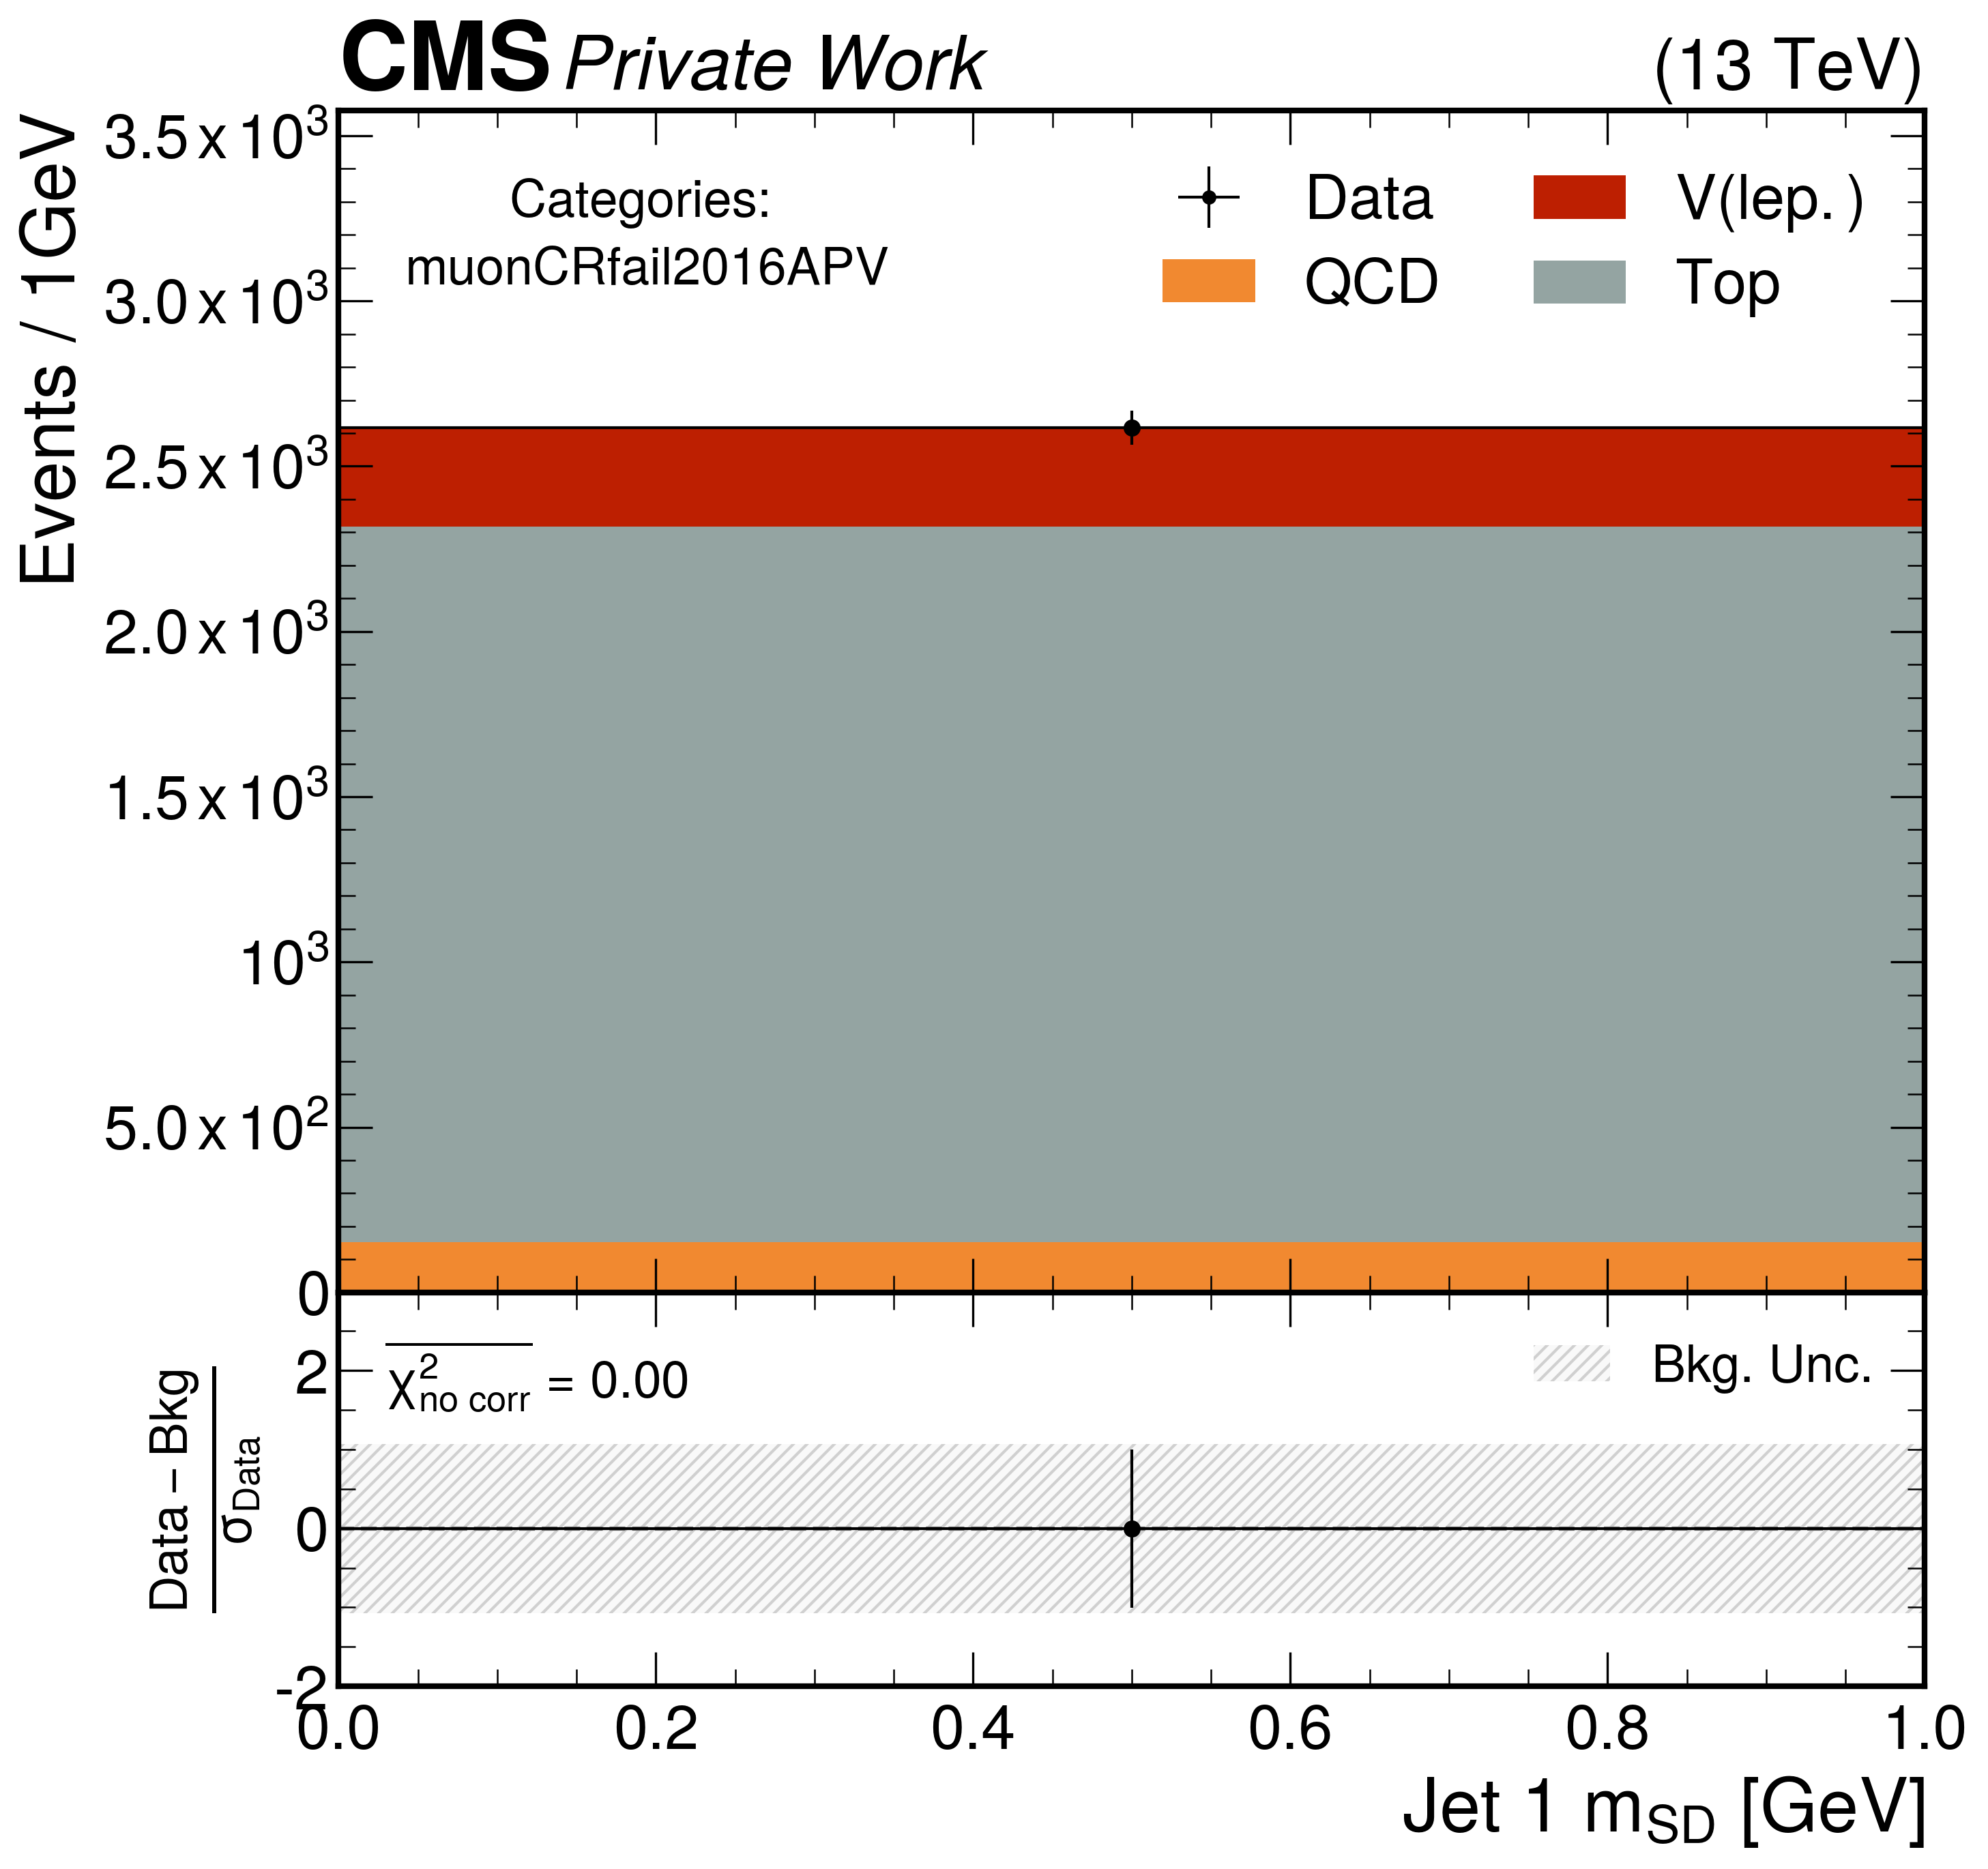 CMS Private Work (13 TeV)
Events / 1GeV
3.5 x 10³
3.0 x 10³
2.5 x 10³
2.0 x 10³
1.5 x 10³
10³
5.0 x 10²
0
Categories:
muonCRfail2016APV
Data
V(lep.)
QCD
Top
Data – Bkg
σ_Data
2
0
-2
χ²_no corr = 0.00
Bkg. Unc.
0.0 0.2 0.4 0.6 0.8 1.0
Jet 1 m_SD [GeV]